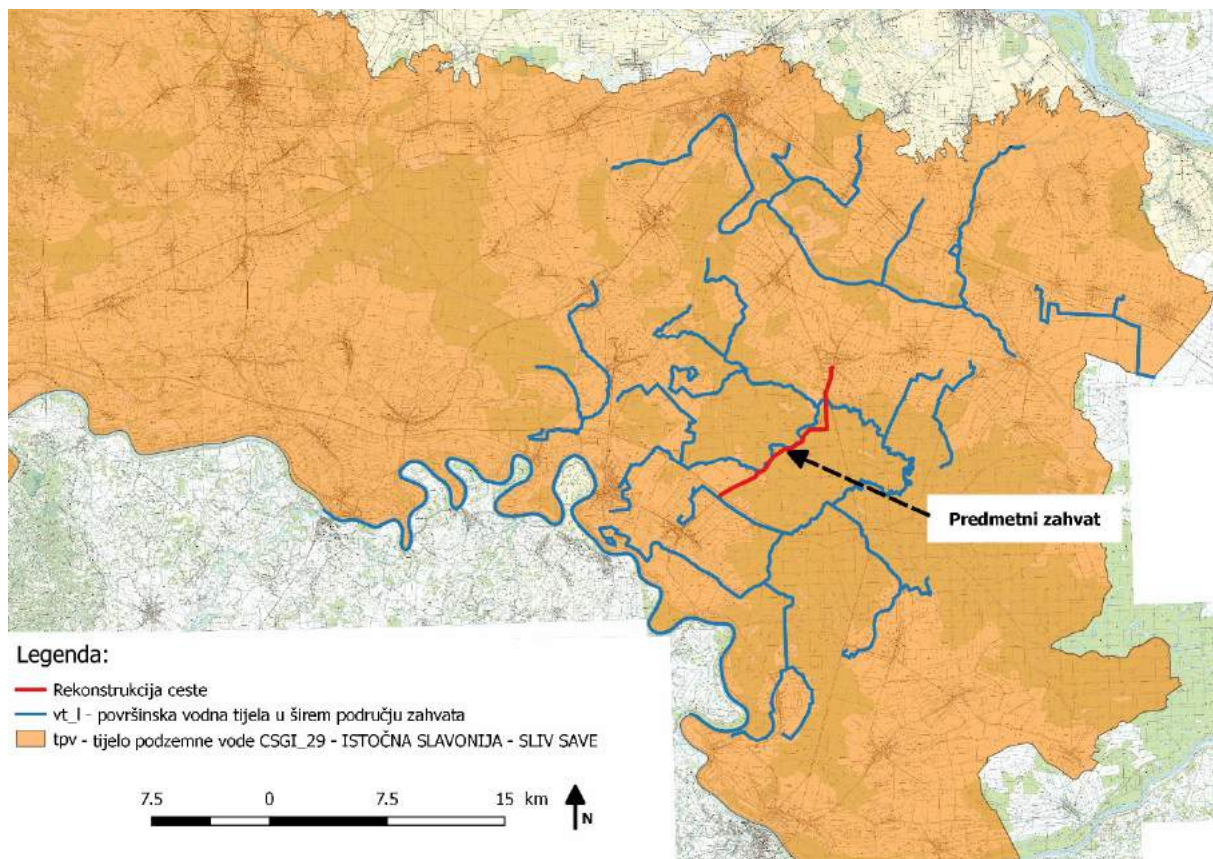 Predmetni zahvat
Legenda:
Rekonstrukcija ceste
vt_l - površinska vodna tijela u širem području zahvata
tpv - tijelo podzemne vode CSGI_29 - ISTOČNA SLAVONIJA - SLIV SAVE
7.5 0 7.5 15 km
N